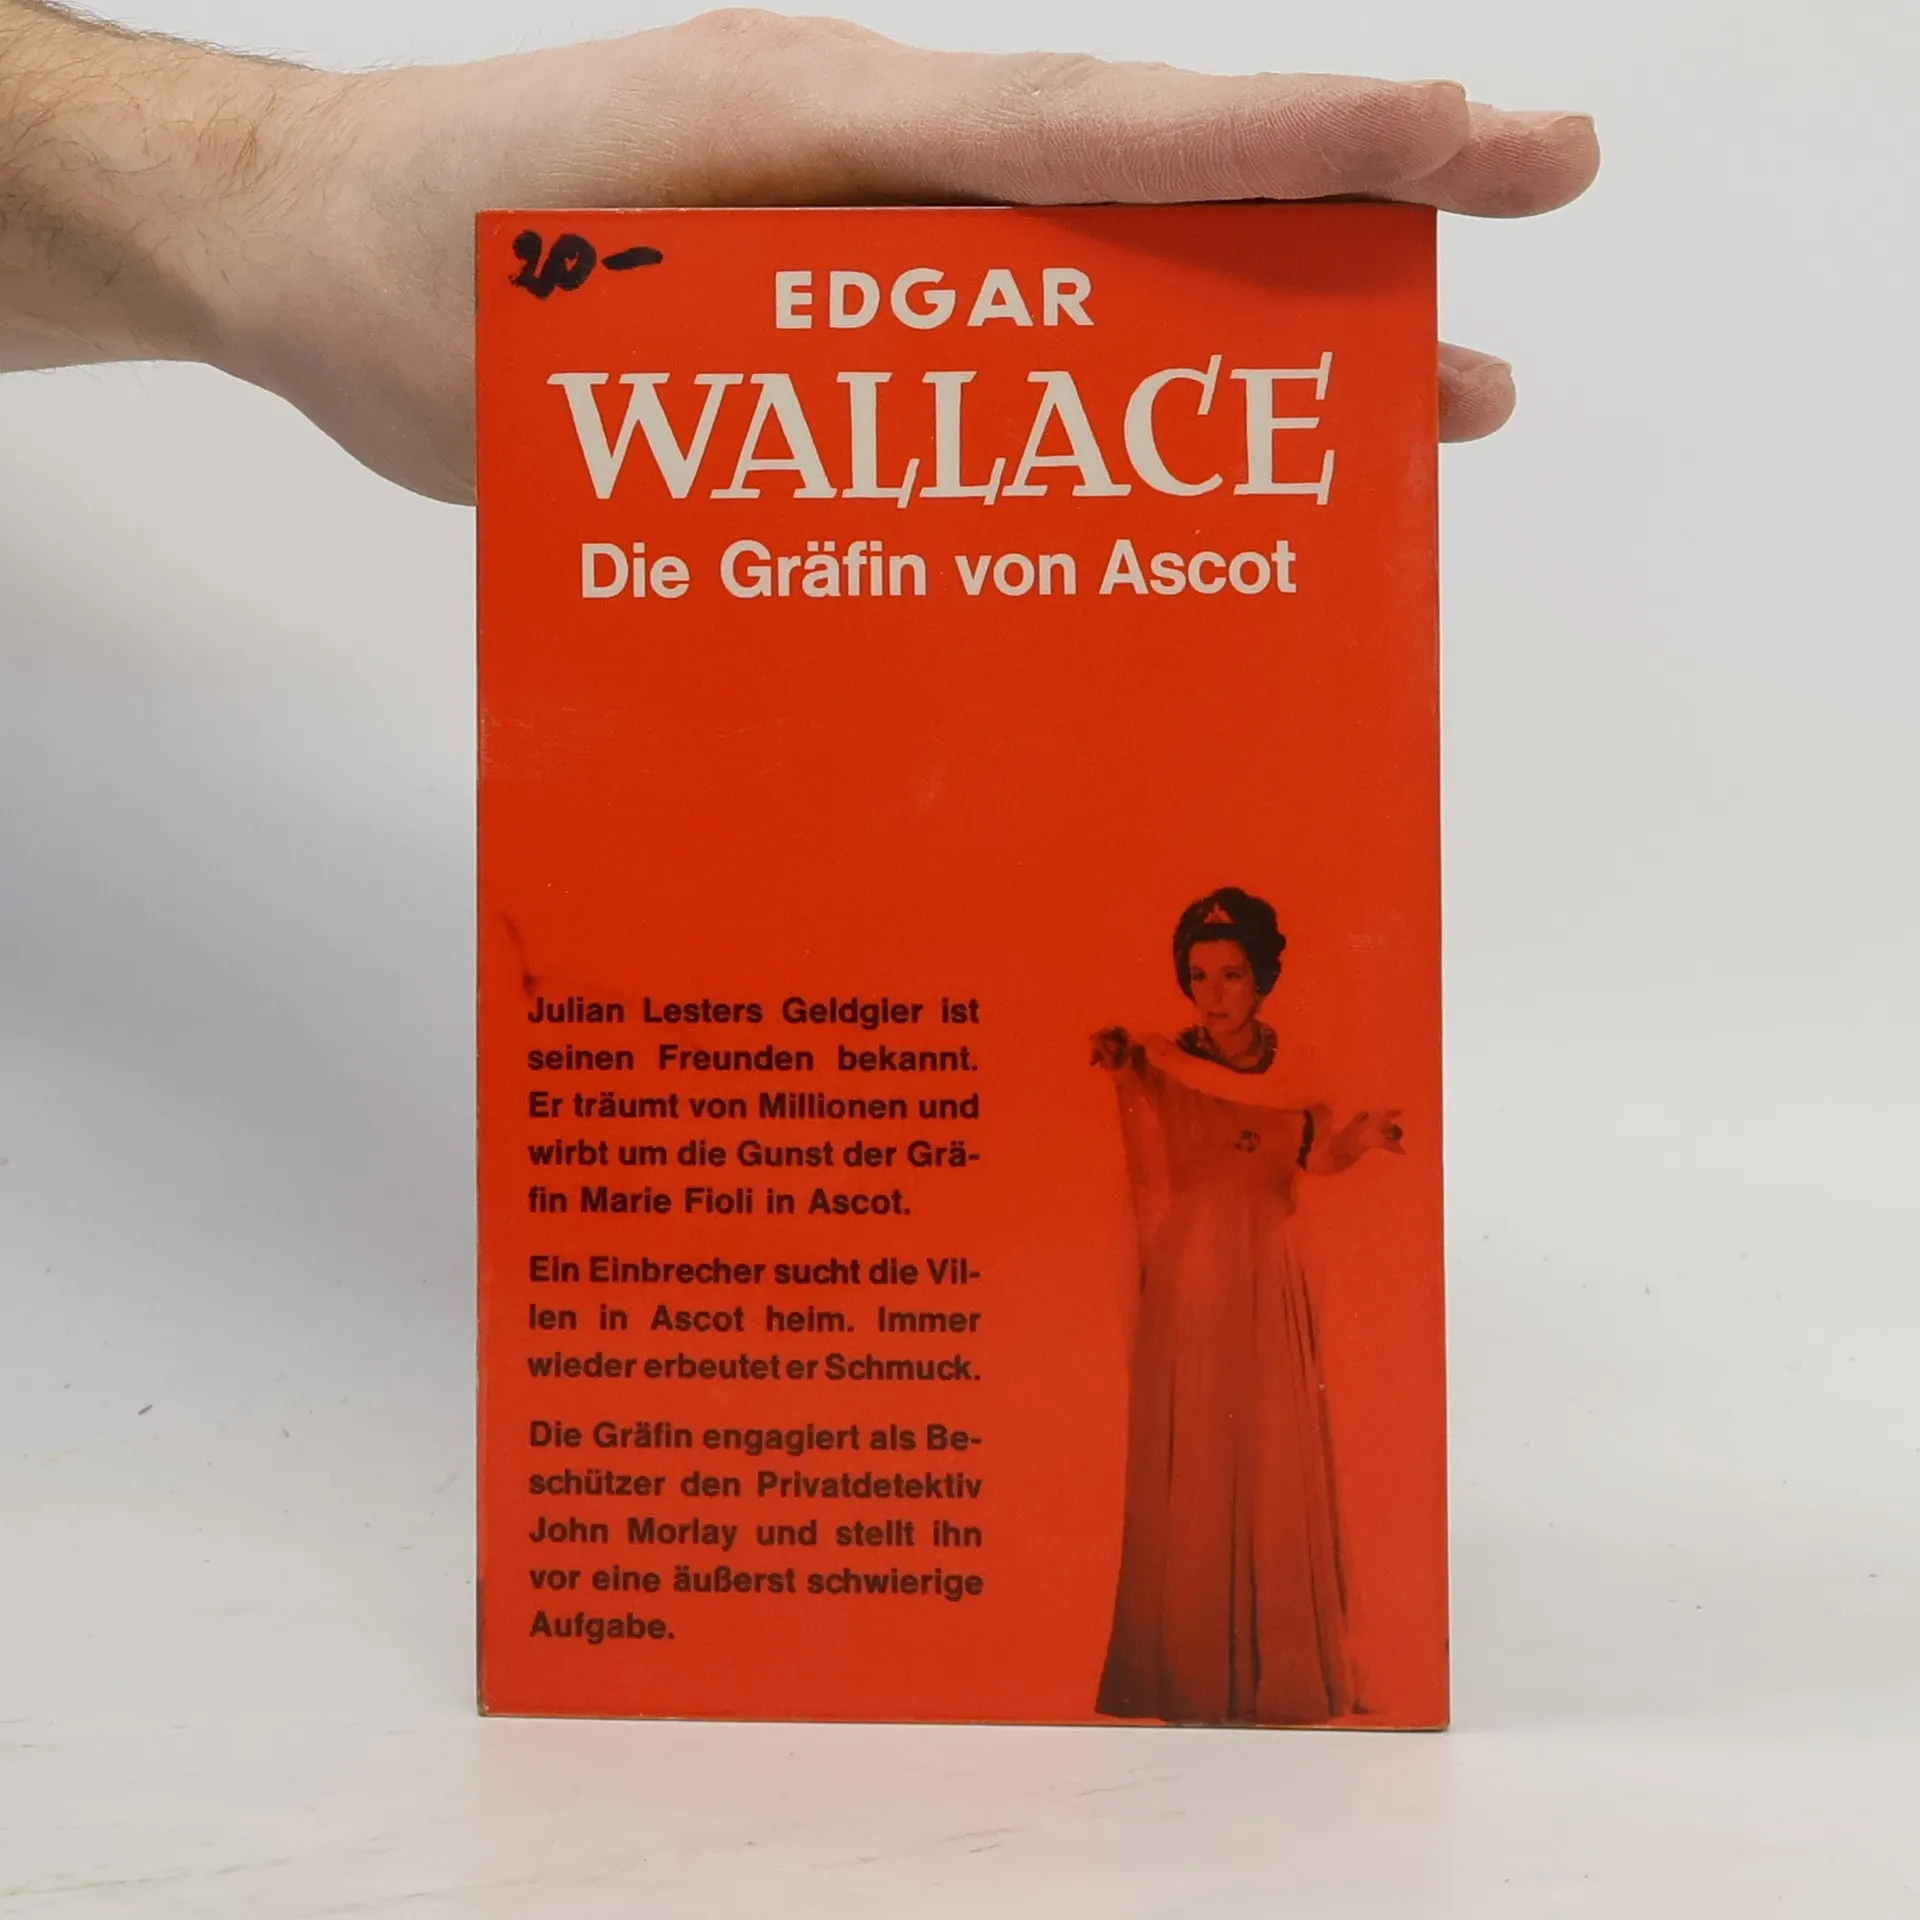 20-
EDGAR
WALLACE
Die Gräfin von Ascot
Julian Lesters Geldgier ist
seinen Freunden bekannt.
Er träumt von Millionen und
wirbt um die Gunst der Grä-
fin Marie Fioli in Ascot.
Ein Einbrecher sucht die Vil-
len in Ascot heim. Immer
wieder erbeutet er Schmuck.
Die Gräfin engagiert als Be-
schützer den Privatdetektiv
John Morlay und stellt ihn
vor eine äußerst schwierige
Aufgabe.